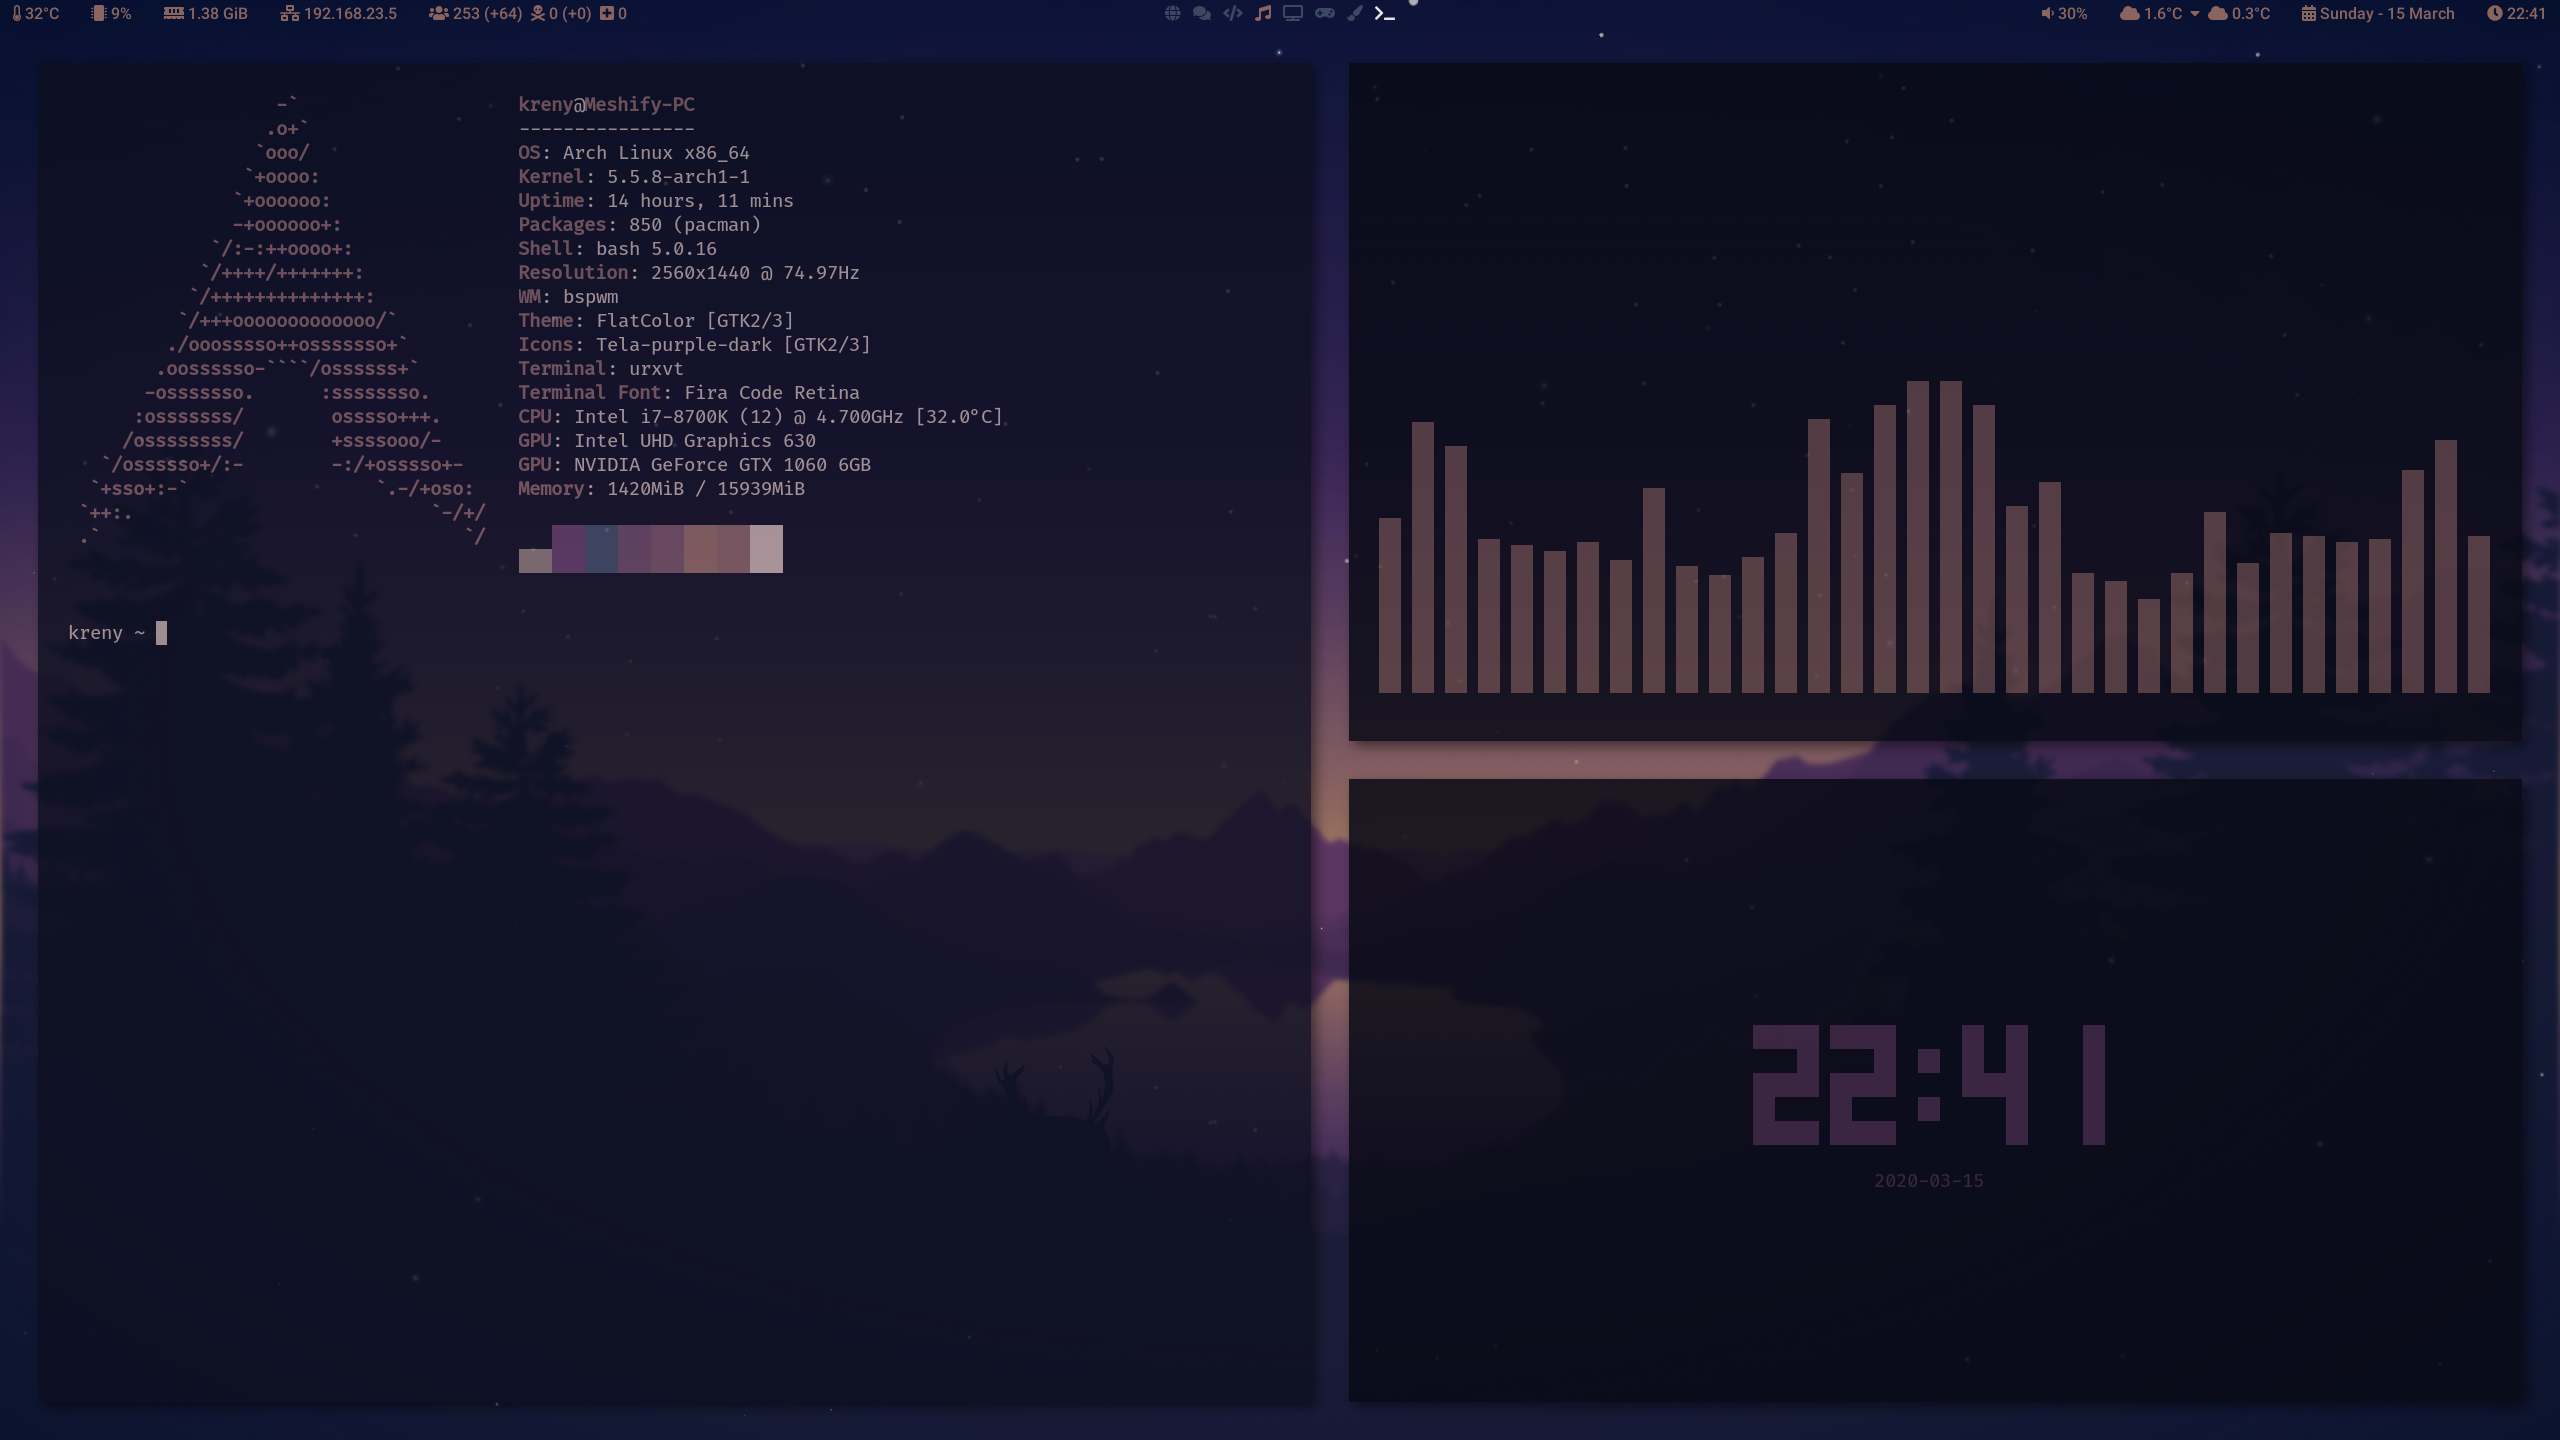 32°C 9% 1.38 GiB 192.168.23.5 253 (+64) 0 (+0) 0 30% 1.6°C 0.3°C Sunday - 15 March 22:41
                  -`
                 .o+`
                `ooo/
               `+oooo:
              `+oooooo:
              -+oooooo+:
            `/:-:++oooo+:
           `/++++/+++++++:
          `/++++++++++++++:
         `/+++ooooooooooooo/`
        ./ooosssso++osssssso+`
       .oossssso-````/ossssss+`
      -osssssso.      :ssssssso.
     :osssssss/        osssso+++.
    /ossssssss/        +ssssooo/-
  `/ossssso+/:-        -:/+osssso+-
 `+sso+:-`                 `.-/+oso:
`++:.                           `-/+/
.`                                 `/
kreny@Meshify-PC
----------------
OS: Arch Linux x86_64
Kernel: 5.5.8-arch1-1
Uptime: 14 hours, 11 mins
Packages: 850 (pacman)
Shell: bash 5.0.16
Resolution: 2560x1440 @ 74.97Hz
WM: bspwm
Theme: FlatColor [GTK2/3]
Icons: Tela-purple-dark [GTK2/3]
Terminal: urxvt
Terminal Font: Fira Code Retina
CPU: Intel i7-8700K (12) @ 4.700GHz [32.0°C]
GPU: Intel UHD Graphics 630
GPU: NVIDIA GeForce GTX 1060 6GB
Memory: 1420MiB / 15939MiB
kreny ~
22:41
2020-03-15